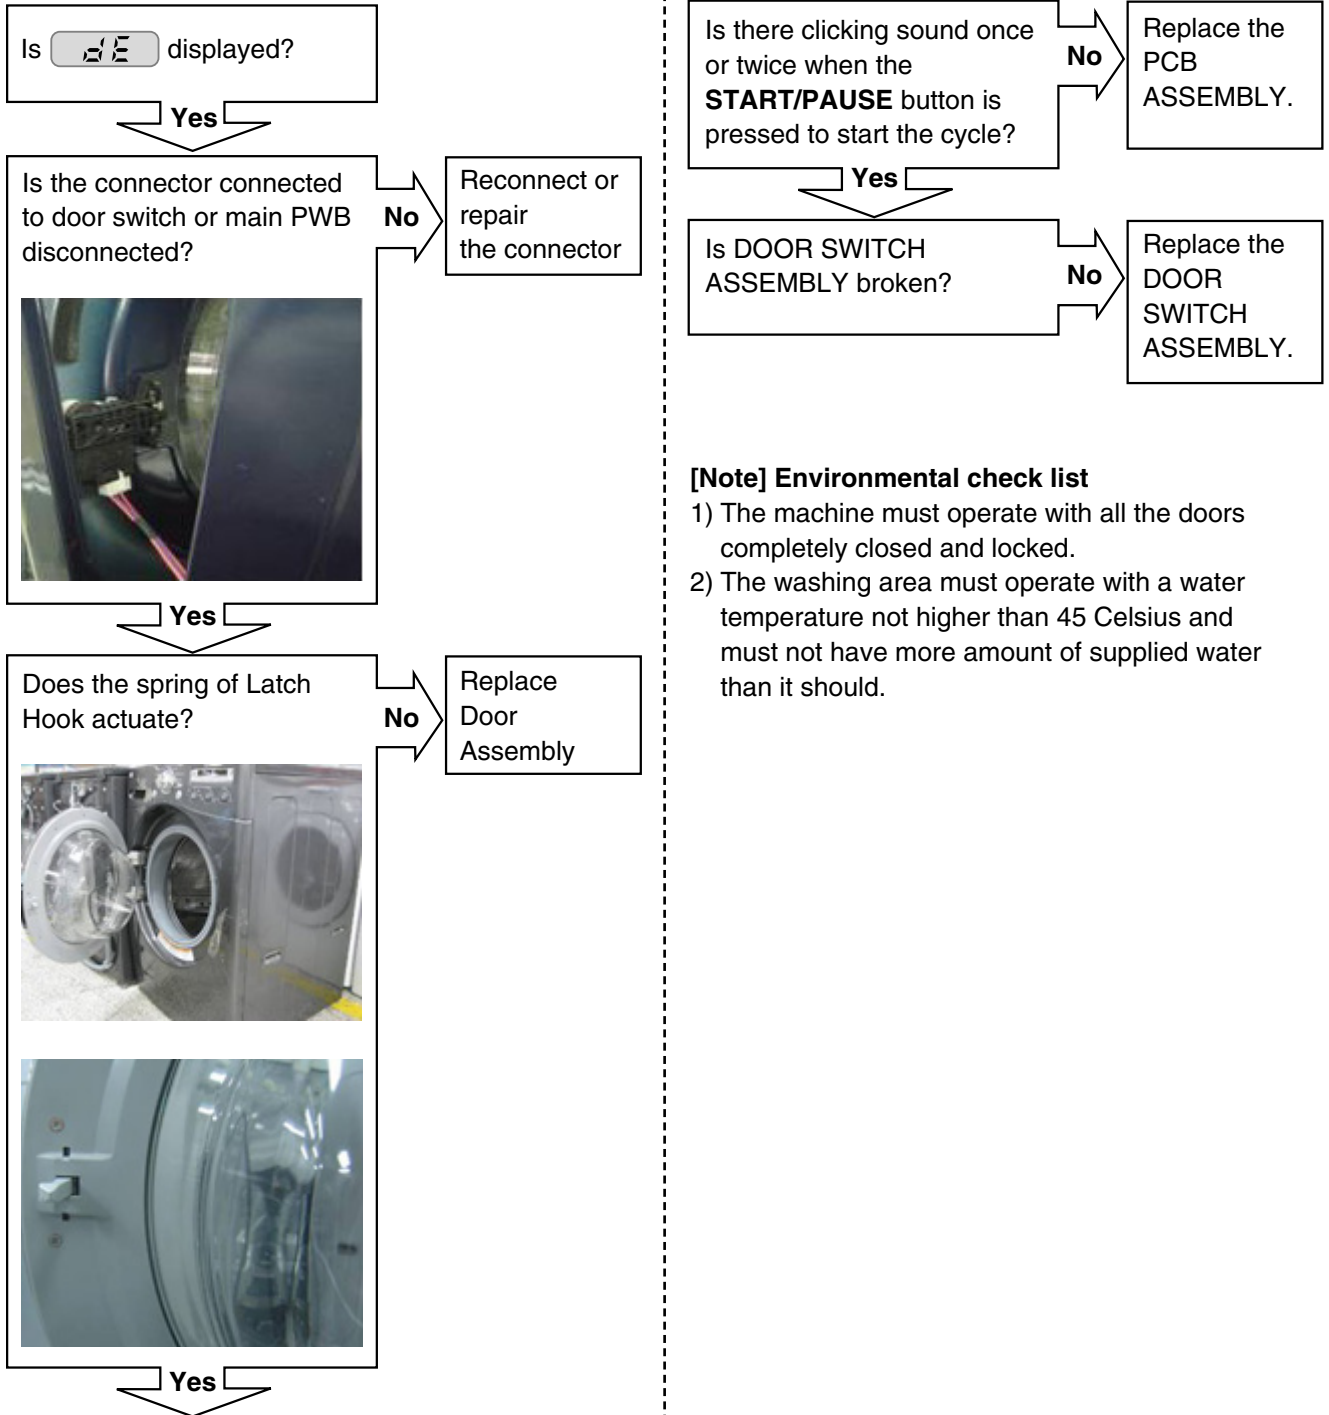 Is dE displayed?
Yes
Is the connector connected
to door switch or main PWB
disconnected?
No
Reconnect or
repair
the connector
Yes
Does the spring of Latch
Hook actuate?
No
Replace
Door
Assembly
Yes
Is there clicking sound once
or twice when the
START/PAUSE button is
pressed to start the cycle?
No
Replace the
PCB
ASSEMBLY.
Yes
Is DOOR SWITCH
ASSEMBLY broken?
No
Replace the
DOOR
SWITCH
ASSEMBLY.
[Note] Environmental check list
1) The machine must operate with all the doors
completely closed and locked.
2) The washing area must operate with a water
temperature not higher than 45 Celsius and
must not have more amount of supplied water
than it should.